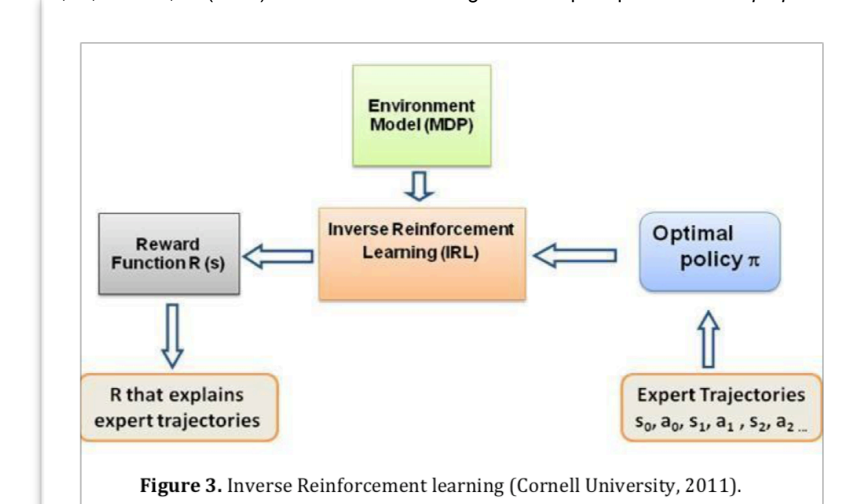 Environment
Model (MDP)
Inverse Reinforcement
Learning (IRL)
Reward
Function R (s)
Optimal
policy π
R that explains
expert trajectories
Expert Trajectories
s₀, a₀, s₁, a₁ , s₂, a₂ ...
Figure 3. Inverse Reinforcement learning (Cornell University, 2011).